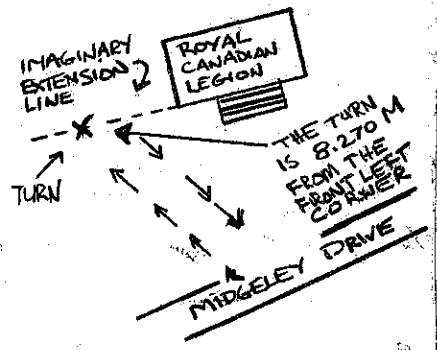 IMAGINARY
EXTENSION
LINE
ROYAL
CANADIAN
LEGION
TURN
THE TURN
IS 8.270 M
FROM THE
FRONT LEFT
CORNER
MIDGELEY DRIVE